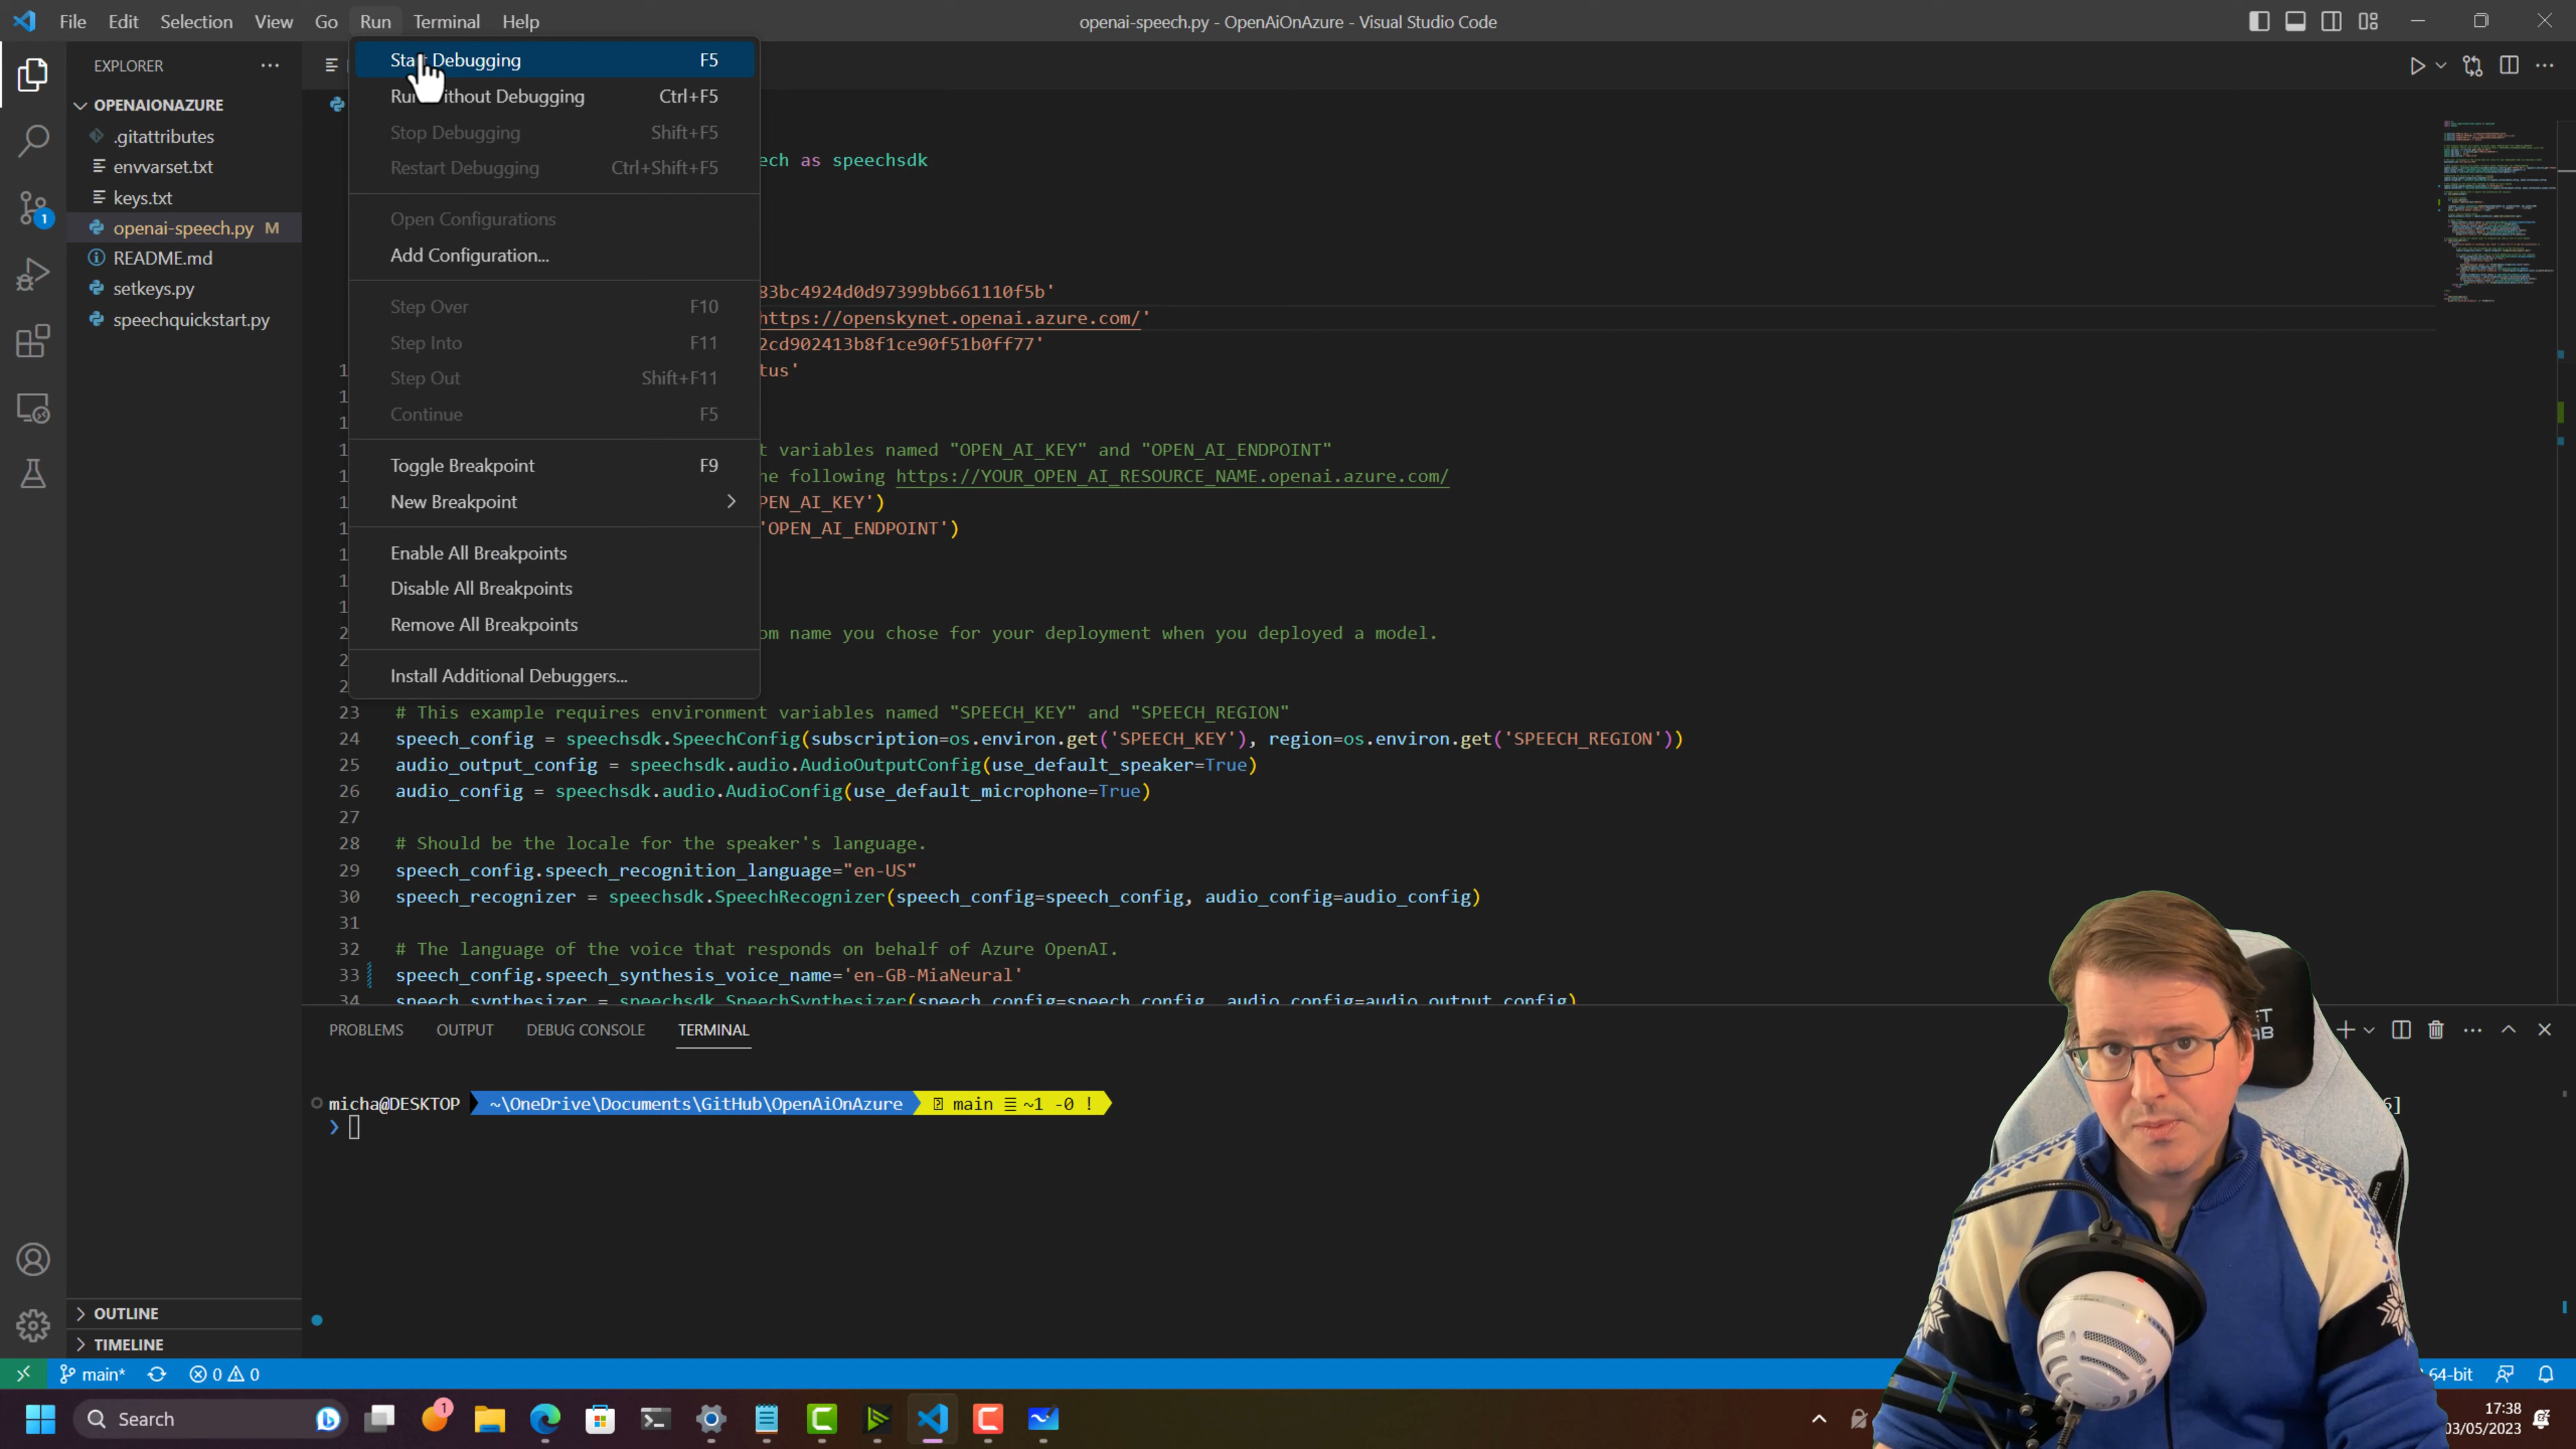 File Edit Selection View Go Run Terminal Help
openai-speech.py - OpenAiOnAzure - Visual Studio Code
EXPLORER
OPENAIONAZURE
.gitattributes
envvarset.txt
keys.txt
openai-speech.py M
README.md
setkeys.py
speechquickstart.py
OUTLINE
TIMELINE
Start Debugging F5
Run Without Debugging Ctrl+F5
Stop Debugging Shift+F5
Restart Debugging Ctrl+Shift+F5
Open Configurations
Add Configuration...
Step Over F10
Step Into F11
Step Out Shift+F11
Continue F5
Toggle Breakpoint F9
New Breakpoint
Enable All Breakpoints
Disable All Breakpoints
Remove All Breakpoints
Install Additional Debuggers...
ech as speechsdk
83bc4924d0d97399bb661110f5b'
https://openskynet.openai.azure.com/'
2cd902413b8f1ce90f51b0ff77'
tus'
t variables named "OPEN_AI_KEY" and "OPEN_AI_ENDPOINT"
he following https://YOUR_OPEN_AI_RESOURCE_NAME.openai.azure.com/
PEN_AI_KEY')
'OPEN_AI_ENDPOINT')
om name you chose for your deployment when you deployed a model.
23 # This example requires environment variables named "SPEECH_KEY" and "SPEECH_REGION"
24 speech_config = speechsdk.SpeechConfig(subscription=os.environ.get('SPEECH_KEY'), region=os.environ.get('SPEECH_REGION'))
25 audio_output_config = speechsdk.audio.AudioOutputConfig(use_default_speaker=True)
26 audio_config = speechsdk.audio.AudioConfig(use_default_microphone=True)
27
28 # Should be the locale for the speaker's language.
29 speech_config.speech_recognition_language="en-US"
30 speech_recognizer = speechsdk.SpeechRecognizer(speech_config=speech_config, audio_config=audio_config)
31
32 # The language of the voice that responds on behalf of Azure OpenAI.
33 speech_config.speech_synthesis_voice_name='en-GB-MiaNeural'
34 speech_synthesizer = speechsdk.SpeechSynthesizer(speech_config=speech_config, audio_config=audio_output_config)
PROBLEMS OUTPUT DEBUG CONSOLE TERMINAL
micha@DESKTOP ~\OneDrive\Documents\GitHub\OpenAiOnAzure main ≡ ~1 -0 !
❯
main* 0 0
64-bit
Search
1
17:38
03/05/2023